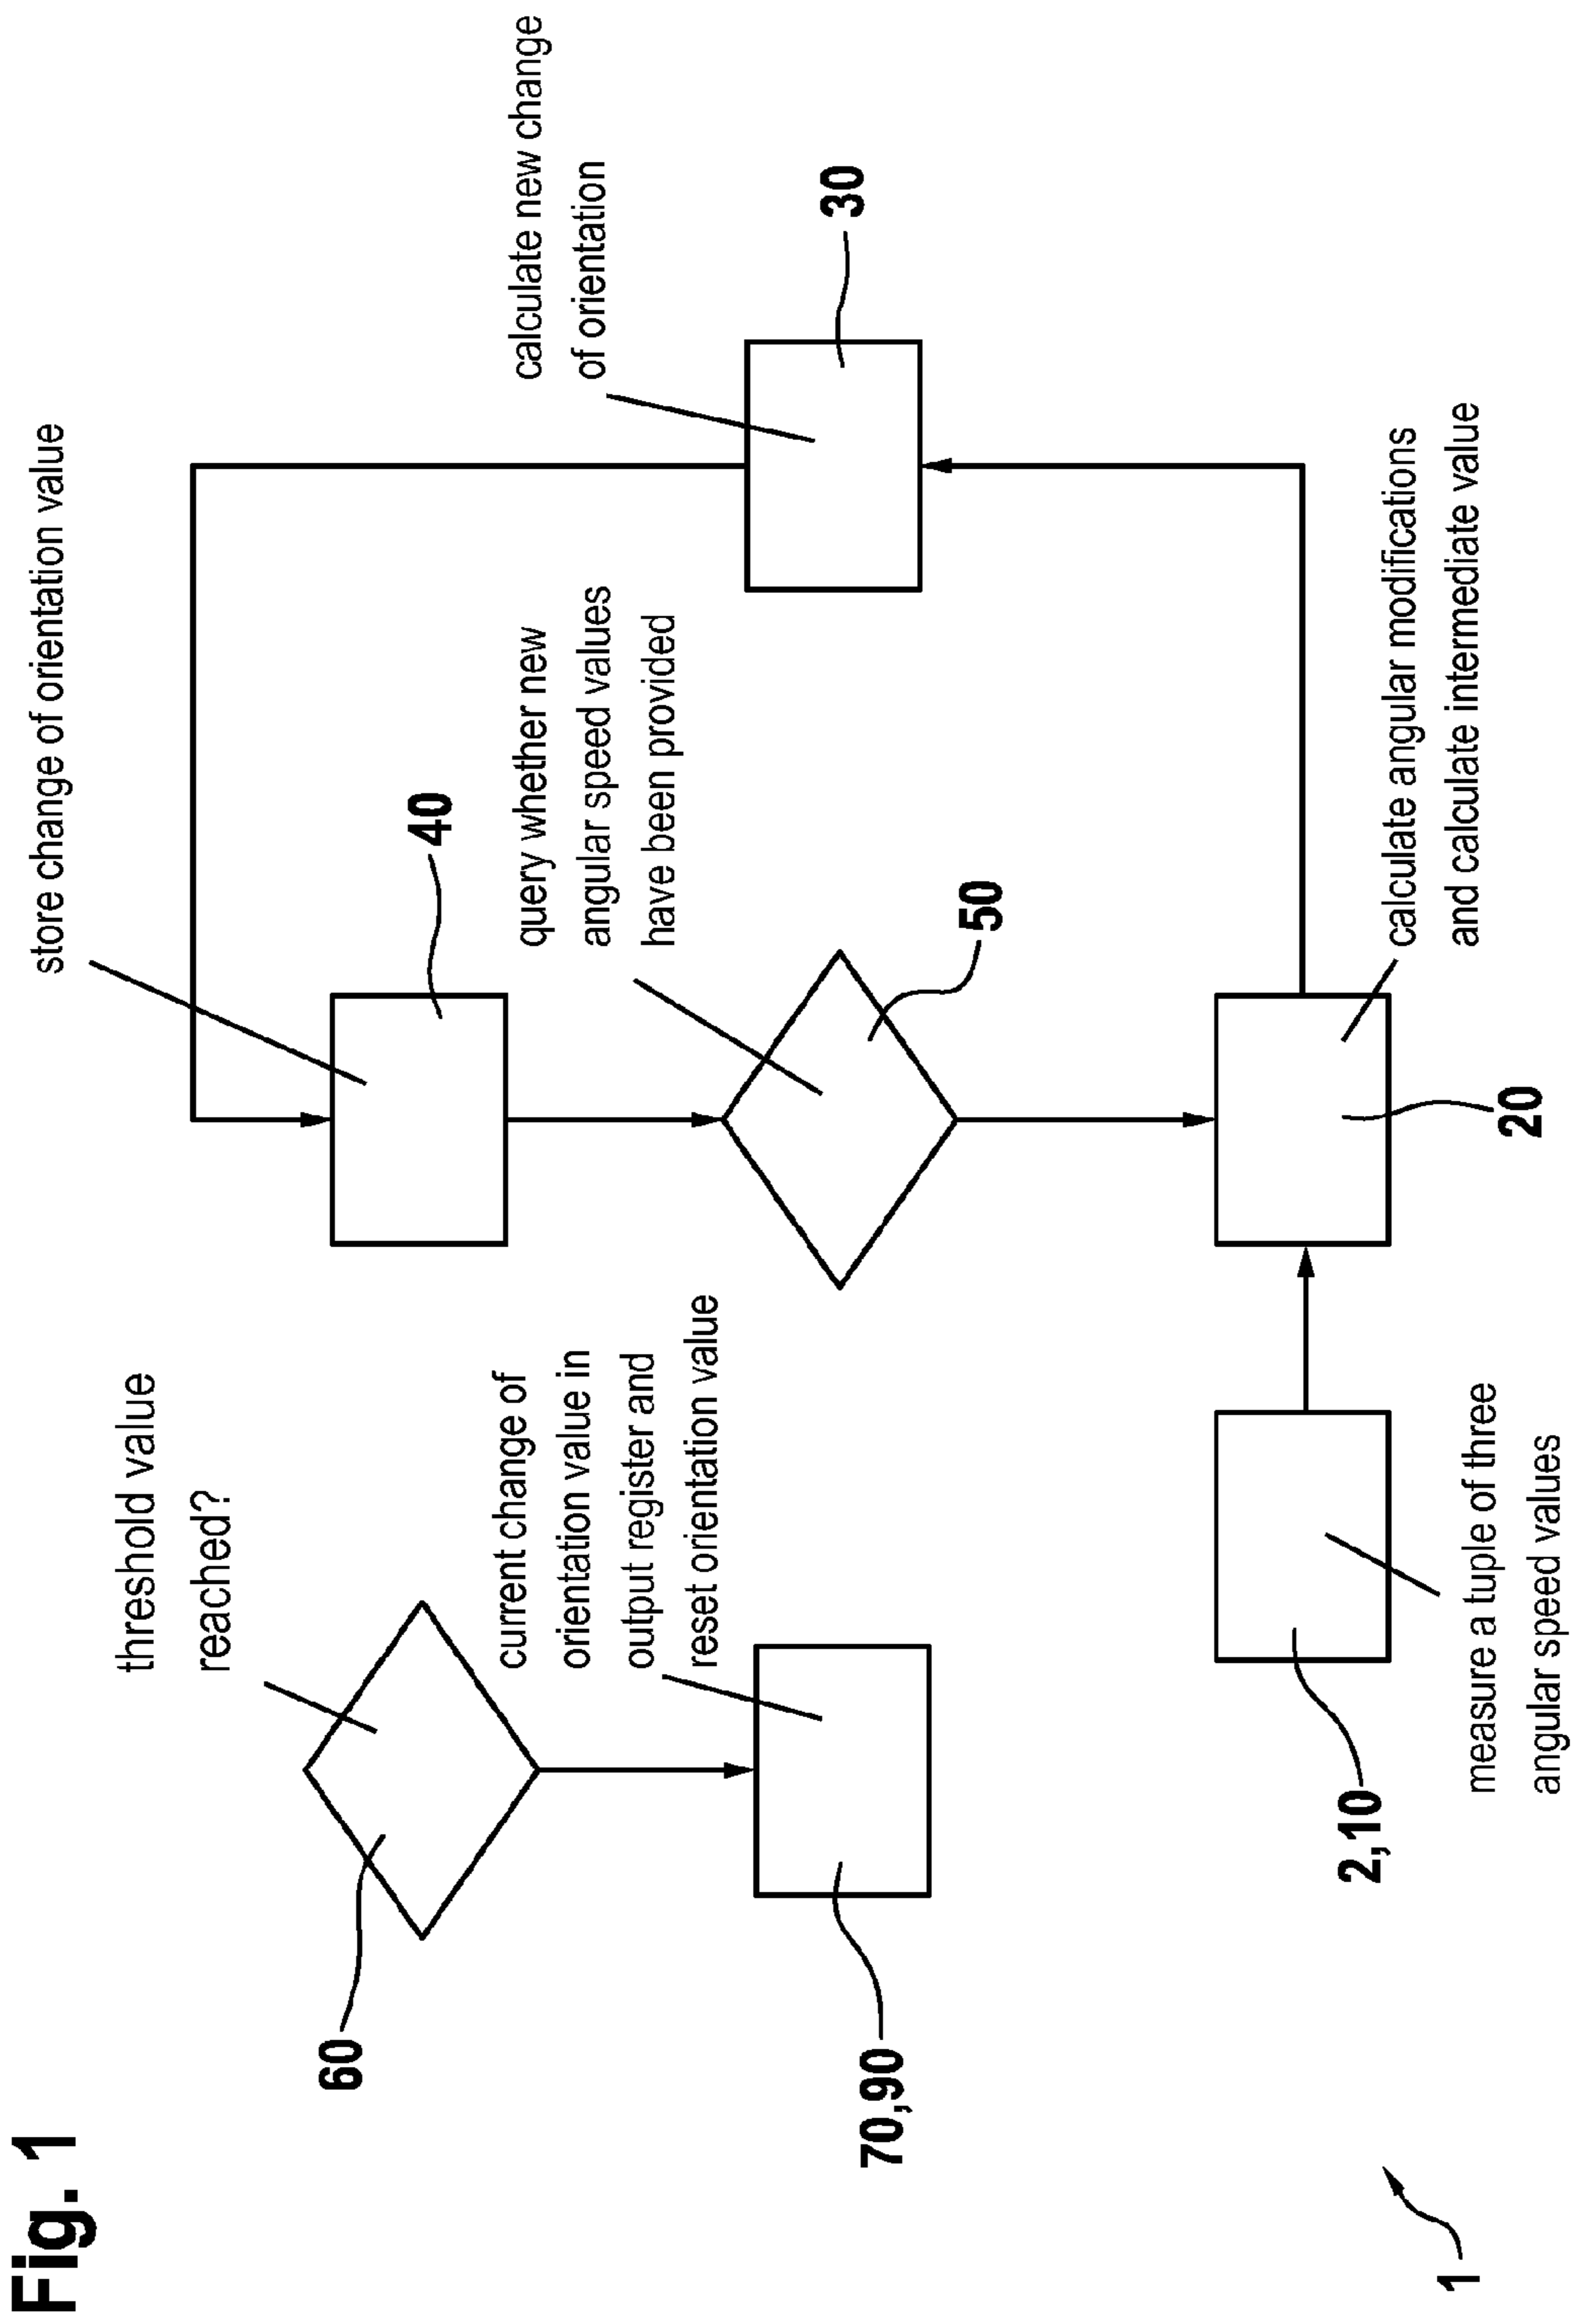 Fig. 1
store change of orientation value
calculate new change
of orientation
30
40
query whether new
angular speed values
have been provided
50
threshold value
reached?
60
current change of
orientation value in
output register and
reset orientation value
70,90
calculate angular modifications
and calculate intermediate value
20
2,10
measure a tuple of three
angular speed values
1